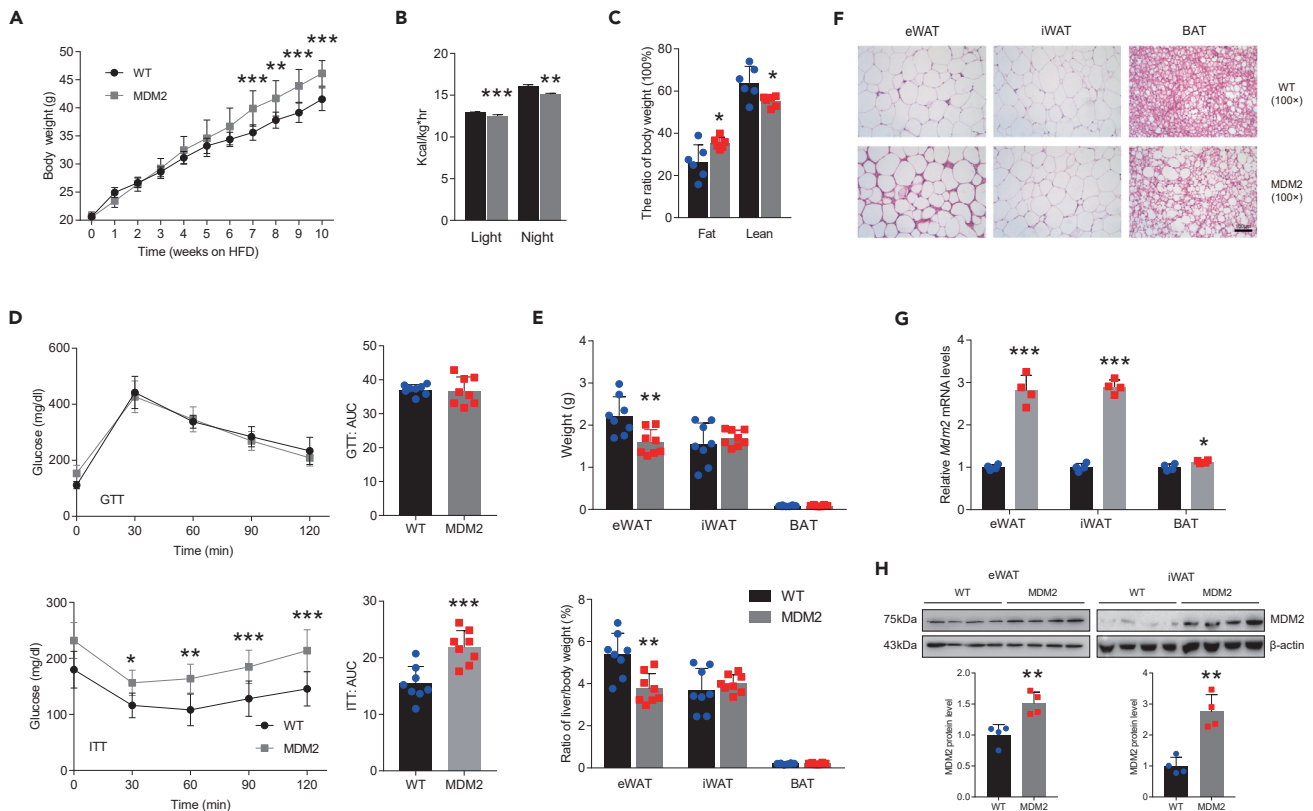 A
Body weight (g)
50
45
40
35
30
25
20
WT
MDM2
***
**
***
***
0 1 2 3 4 5 6 7 8 9 10
Time (weeks on HFD)
B
Kcal/kg*hr
20
15
10
5
0
***
**
Light Night
C
The ratio of body weight (100%)
80
60
40
20
0
*
*
Fat Lean
F
eWAT iWAT BAT
WT
(100×)
MDM2
(100×)
D
Glucose (mg/dl)
600
400
200
0
GTT
0 30 60 90 120
Time (min)
GTT: AUC
50
40
30
20
10
0
WT MDM2
Glucose (mg/dl)
300
200
100
0
*
**
***
***
WT
MDM2
ITT
0 30 60 90 120
Time (min)
ITT: AUC
30
20
10
0
***
WT MDM2
E
Weight (g)
4
3
2
1
0
**
eWAT iWAT BAT
Ratio of liver/body weight (%)
8
6
4
2
0
**
WT
MDM2
eWAT iWAT BAT
G
Relative Mdm2 mRNA levels
4
3
2
1
0
***
***
*
eWAT iWAT BAT
H
eWAT iWAT
WT MDM2 WT MDM2
75kDa
MDM2
43kDa
β-actin
MDM2 protein level
2.0
1.5
1.0
0.5
0.0
**
WT MDM2
MDM2 protein level
4
3
2
1
0
**
WT MDM2